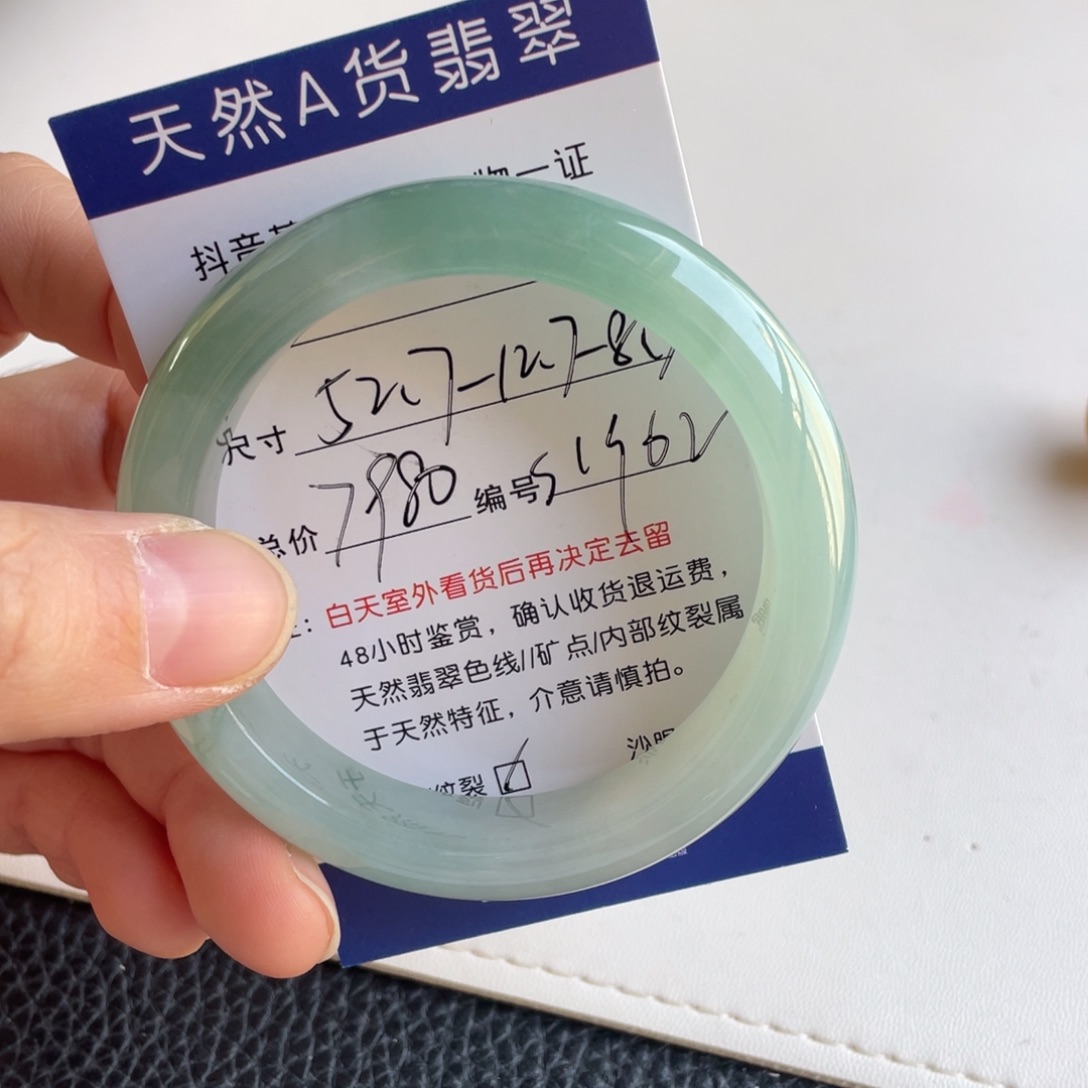 天然A货翡翠
抖音 物一证
尺寸 52.7-12.7-8
总价 7980 编号
白天室外看货后再决定去留
48小时鉴赏，确认收货退运费，
天然翡翠色线//矿点/内部纹裂属
于天然特征，介意请慎拍。
纹裂 ☑